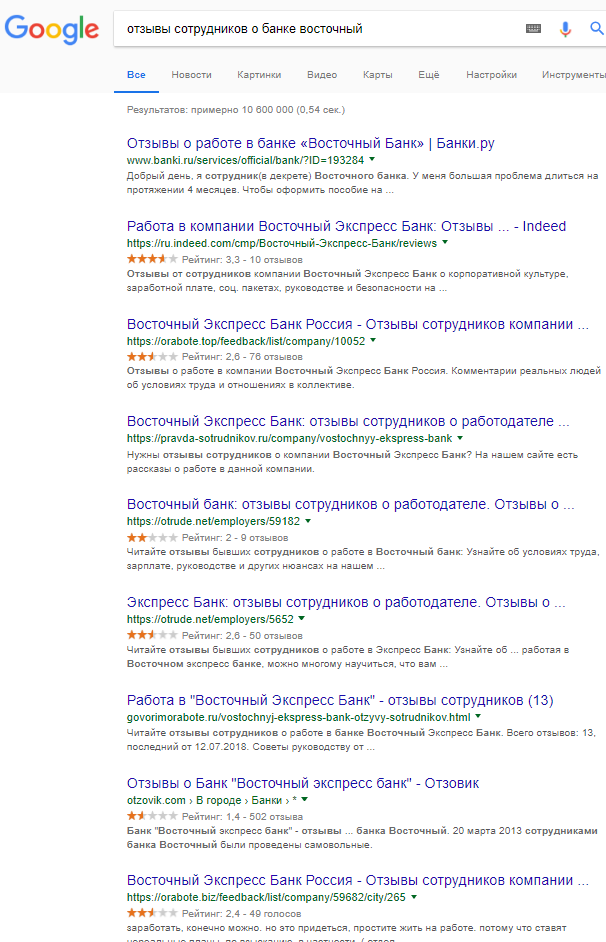 Google
отзывы сотрудников о банке восточный
Все Новости Картинки Видео Карты Ещё Настройки Инструменты
Результатов: примерно 10 600 000 (0,54 сек.)
Отзывы о работе в банке «Восточный Банк» | Банки.ру
www.banki.ru/services/official/bank/?ID=193284
Добрый день, я сотрудник(в декрете) Восточного банка. У меня большая проблема длиться на
протяжении 4 месяцев. Чтобы оформить пособие на ...
Работа в компании Восточный Экспресс Банк: Отзывы ... - Indeed
https://ru.indeed.com/cmp/Восточный-Экспресс-Банк/reviews
Рейтинг: 3,3 - 10 отзывов
Отзывы от сотрудников компании Восточный Экспресс Банк о корпоративной культуре,
заработной плате, соц. пакетах, руководстве и безопасности на ...
Восточный Экспресс Банк Россия - Отзывы сотрудников компании ...
https://orabote.top/feedback/list/company/10052
Рейтинг: 2,6 - 76 отзывов
Отзывы о работе в компании Восточный Экспресс Банк Россия. Комментарии реальных людей
об условиях труда и отношениях в коллективе.
Восточный Экспресс Банк: отзывы сотрудников о работодателе ...
https://pravda-sotrudnikov.ru/company/vostochnyy-ekspress-bank
Нужны отзывы сотрудников о компании Восточный Экспресс Банк? На нашем сайте есть
рассказы о работе в данной компании.
Восточный банк: отзывы сотрудников о работодателе. Отзывы о ...
https://otrude.net/employers/59182
Рейтинг: 2 - 9 отзывов
Читайте отзывы бывших сотрудников о работе в Восточный банк: Узнайте об условиях труда,
зарплате, руководстве и других нюансах на нашем ...
Экспресс Банк: отзывы сотрудников о работодателе. Отзывы о ...
https://otrude.net/employers/5652
Рейтинг: 2,6 - 50 отзывов
Читайте отзывы бывших сотрудников о работе в Экспресс Банк: Узнайте об ... работая в
Восточном экспресс банке, можно многому научиться, что вам ...
Работа в "Восточный Экспресс Банк" - отзывы сотрудников (13)
govorimorabote.ru/vostochnyj-ekspress-bank-otzyvy-sotrudnikov.html
Читайте отзывы сотрудников о работе в банке Восточный Экспресс Банк. Всего отзывов: 13,
последний от 12.07.2018. Советы руководству от ...
Отзывы о Банк "Восточный экспресс банк" - Отзовик
otzovik.com › В городе › Банки › *
Рейтинг: 1,4 - 502 отзыва
Банк "Восточный экспресс банк" - отзывы ... банка Восточный. 20 марта 2013 сотрудниками
банка Восточный были проведены самовольные.
Восточный Экспресс Банк Россия - Отзывы сотрудников компании ...
https://orabote.biz/feedback/list/company/59682/city/265
Рейтинг: 2,4 - 49 голосов
заработать, конечно можно. но это придеться, простите жить на работе. потому что ставят